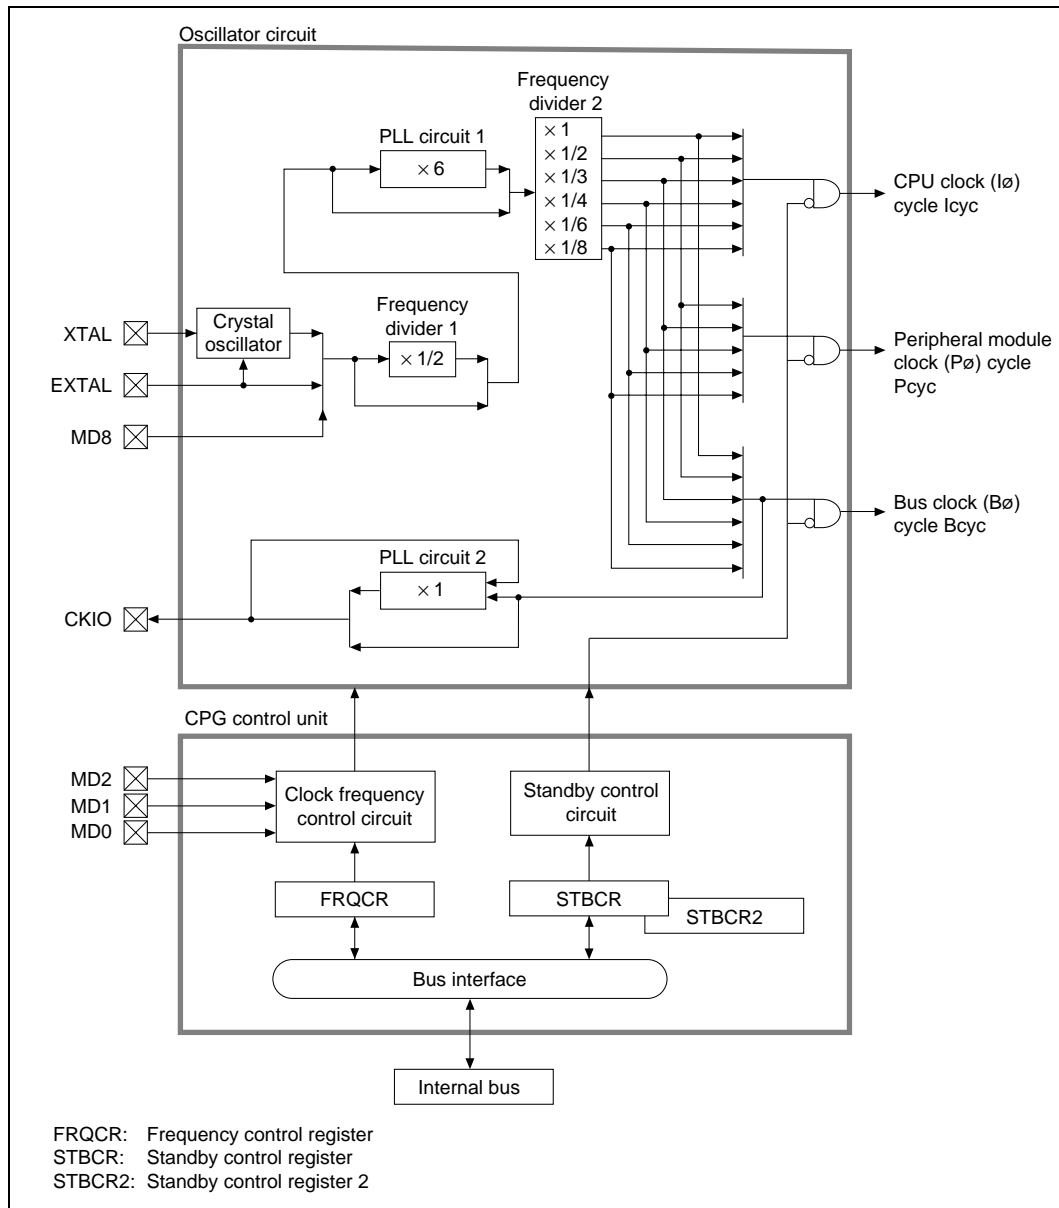 Oscillator circuit
Frequency
divider 2
PLL circuit 1
× 6
× 1
× 1/2
× 1/3
× 1/4
× 1/6
× 1/8
CPU clock (Iø)
cycle Icyc
XTAL
Crystal
oscillator
Frequency
divider 1
× 1/2
EXTAL
MD8
Peripheral module
clock (Pø) cycle
Pcyc
Bus clock (Bø)
cycle Bcyc
PLL circuit 2
× 1
CKIO
CPG control unit
MD2
MD1
MD0
Clock frequency
control circuit
Standby control
circuit
FRQCR
STBCR
STBCR2
Bus interface
Internal bus
FRQCR: Frequency control register
STBCR: Standby control register
STBCR2: Standby control register 2